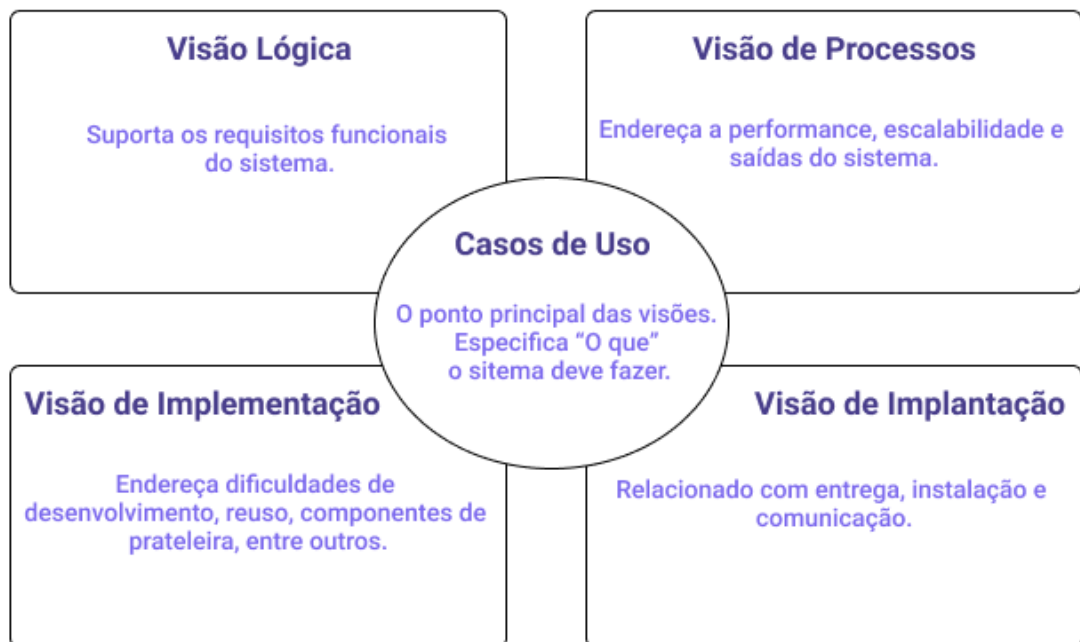 Visão Lógica
Suporta os requisitos funcionais
do sistema.
Visão de Processos
Endereça a performance, escalabilidade e
saídas do sistema.
Casos de Uso
O ponto principal das visões.
Especifica “O que”
o sitema deve fazer.
Visão de Implementação
Endereça dificuldades de
desenvolvimento, reuso, componentes de
prateleira, entre outros.
Visão de Implantação
Relacionado com entrega, instalação e
comunicação.